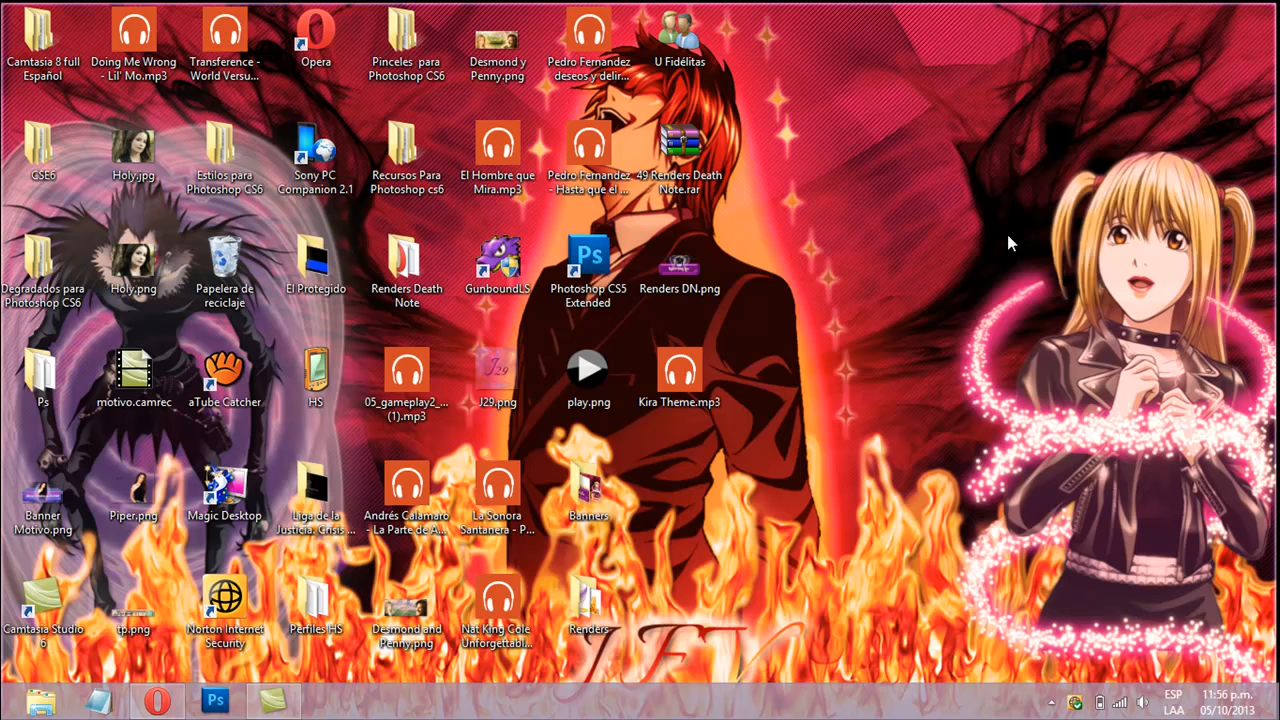 Camtasia 8 full
Español
Doing Me Wrong
- Lil' Mo.mp3
Transference -
World Versu...
Opera
Pinceles para
Photoshop CS6
Desmond y
Penny.png
Pedro Fernandez
deseos y delir...
U Fidélitas
CSE6
Holy.jpg
Estilos para
Photoshop CS6
Sony PC
Companion 2.1
Recursos Para
Photoshop cs6
El Hombre que
Mira.mp3
Pedro Fernandez
- Hasta que el ...
49 Renders Death
Note.rar
Degradados para
Photoshop CS6
Holy.png
Papelera de
reciclaje
El Protegido
Renders Death
Note
GunboundLS
Ps
Photoshop CS5
Extended
Renders DN.png
Ps
motivo.camrec
aTube Catcher
HS
05_gameplay2_...
(1).mp3
J29
J29.png
play.png
Kira Theme.mp3
Banner
Motivo.png
Piper.png
Magic Desktop
Liga de la
Justicia. Crisis ...
Andrés Calamaro
- La Parte de A...
La Sonora
Santanera - P...
Banners
Camtasia Studio
6
tp.png
Norton Internet
Security
Perfiles HS
Desmond and
Penny.png
Nat King Cole
Unforgettabl...
Renders
JFV
Ps
ESP
LAA
11:56 p.m.
05/10/2013